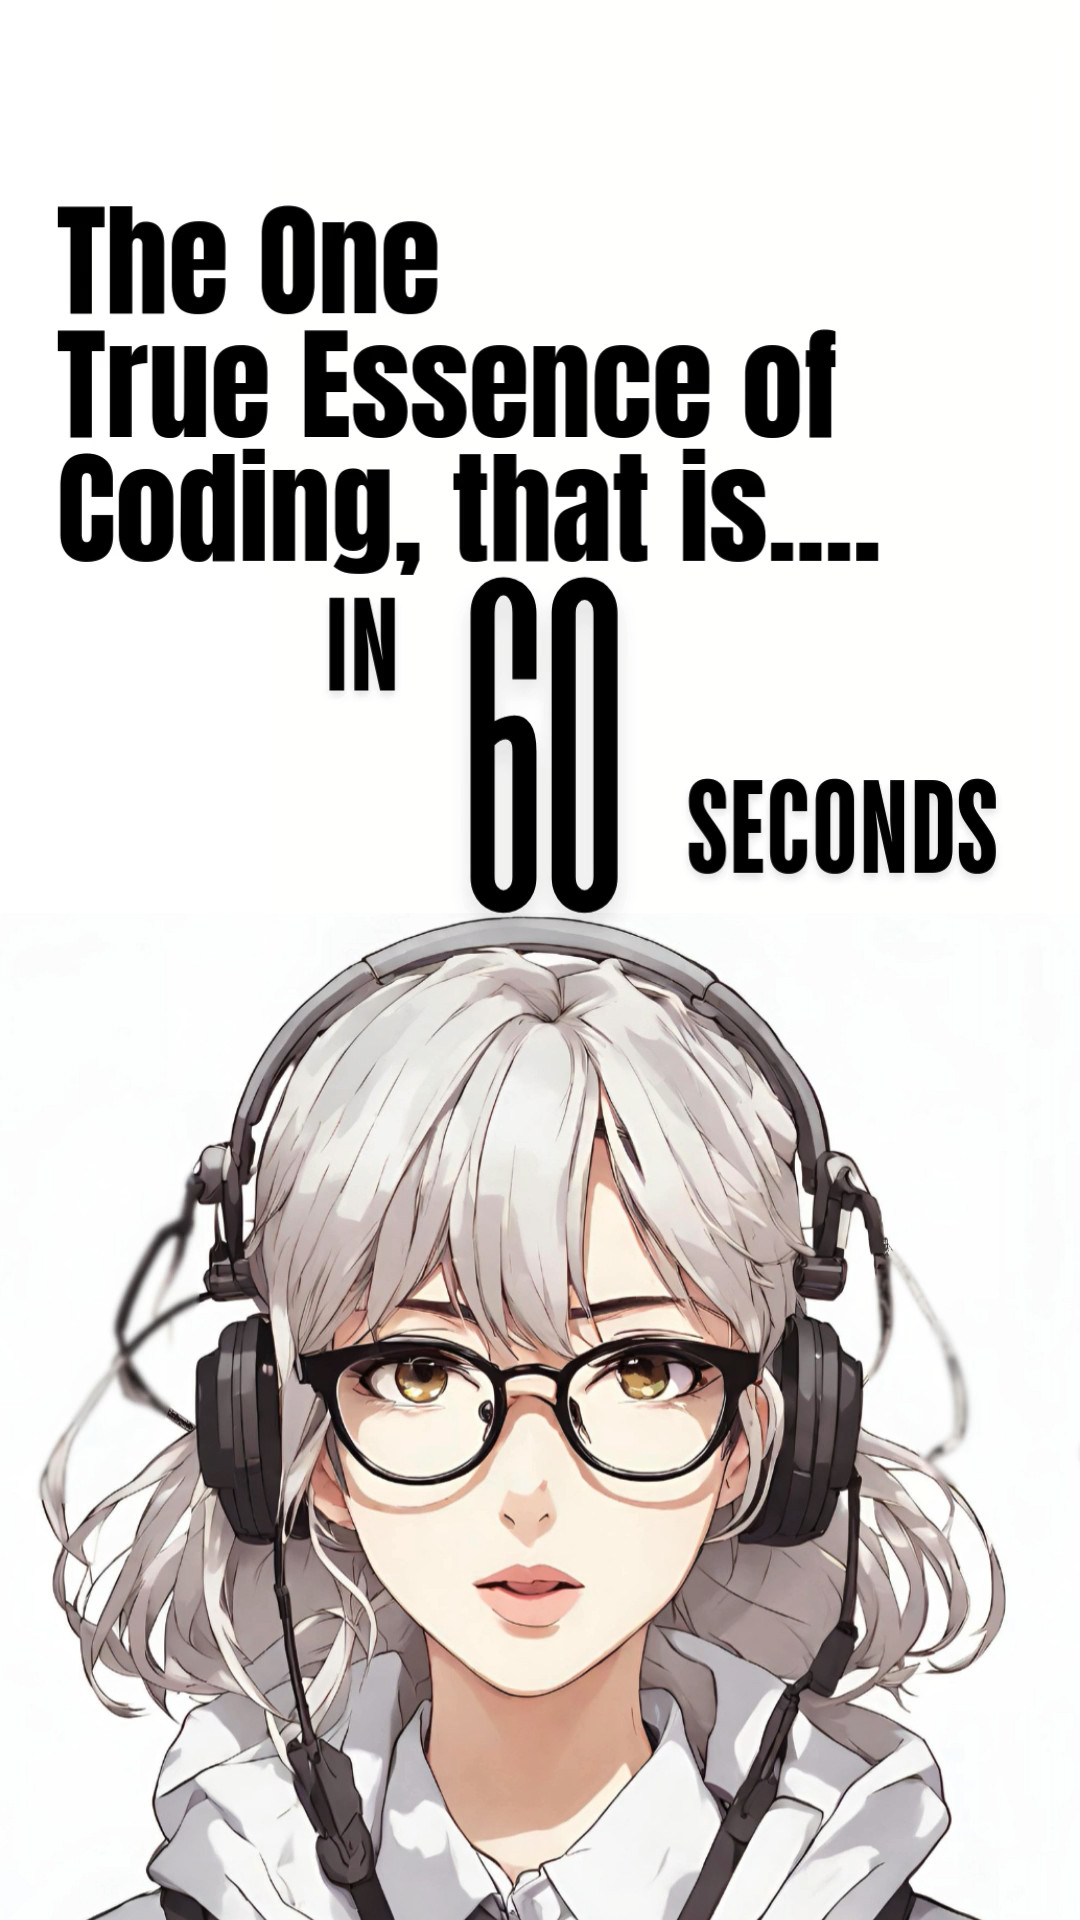 The One
True Essence of
Coding, that is....
IN 60
SECONDS